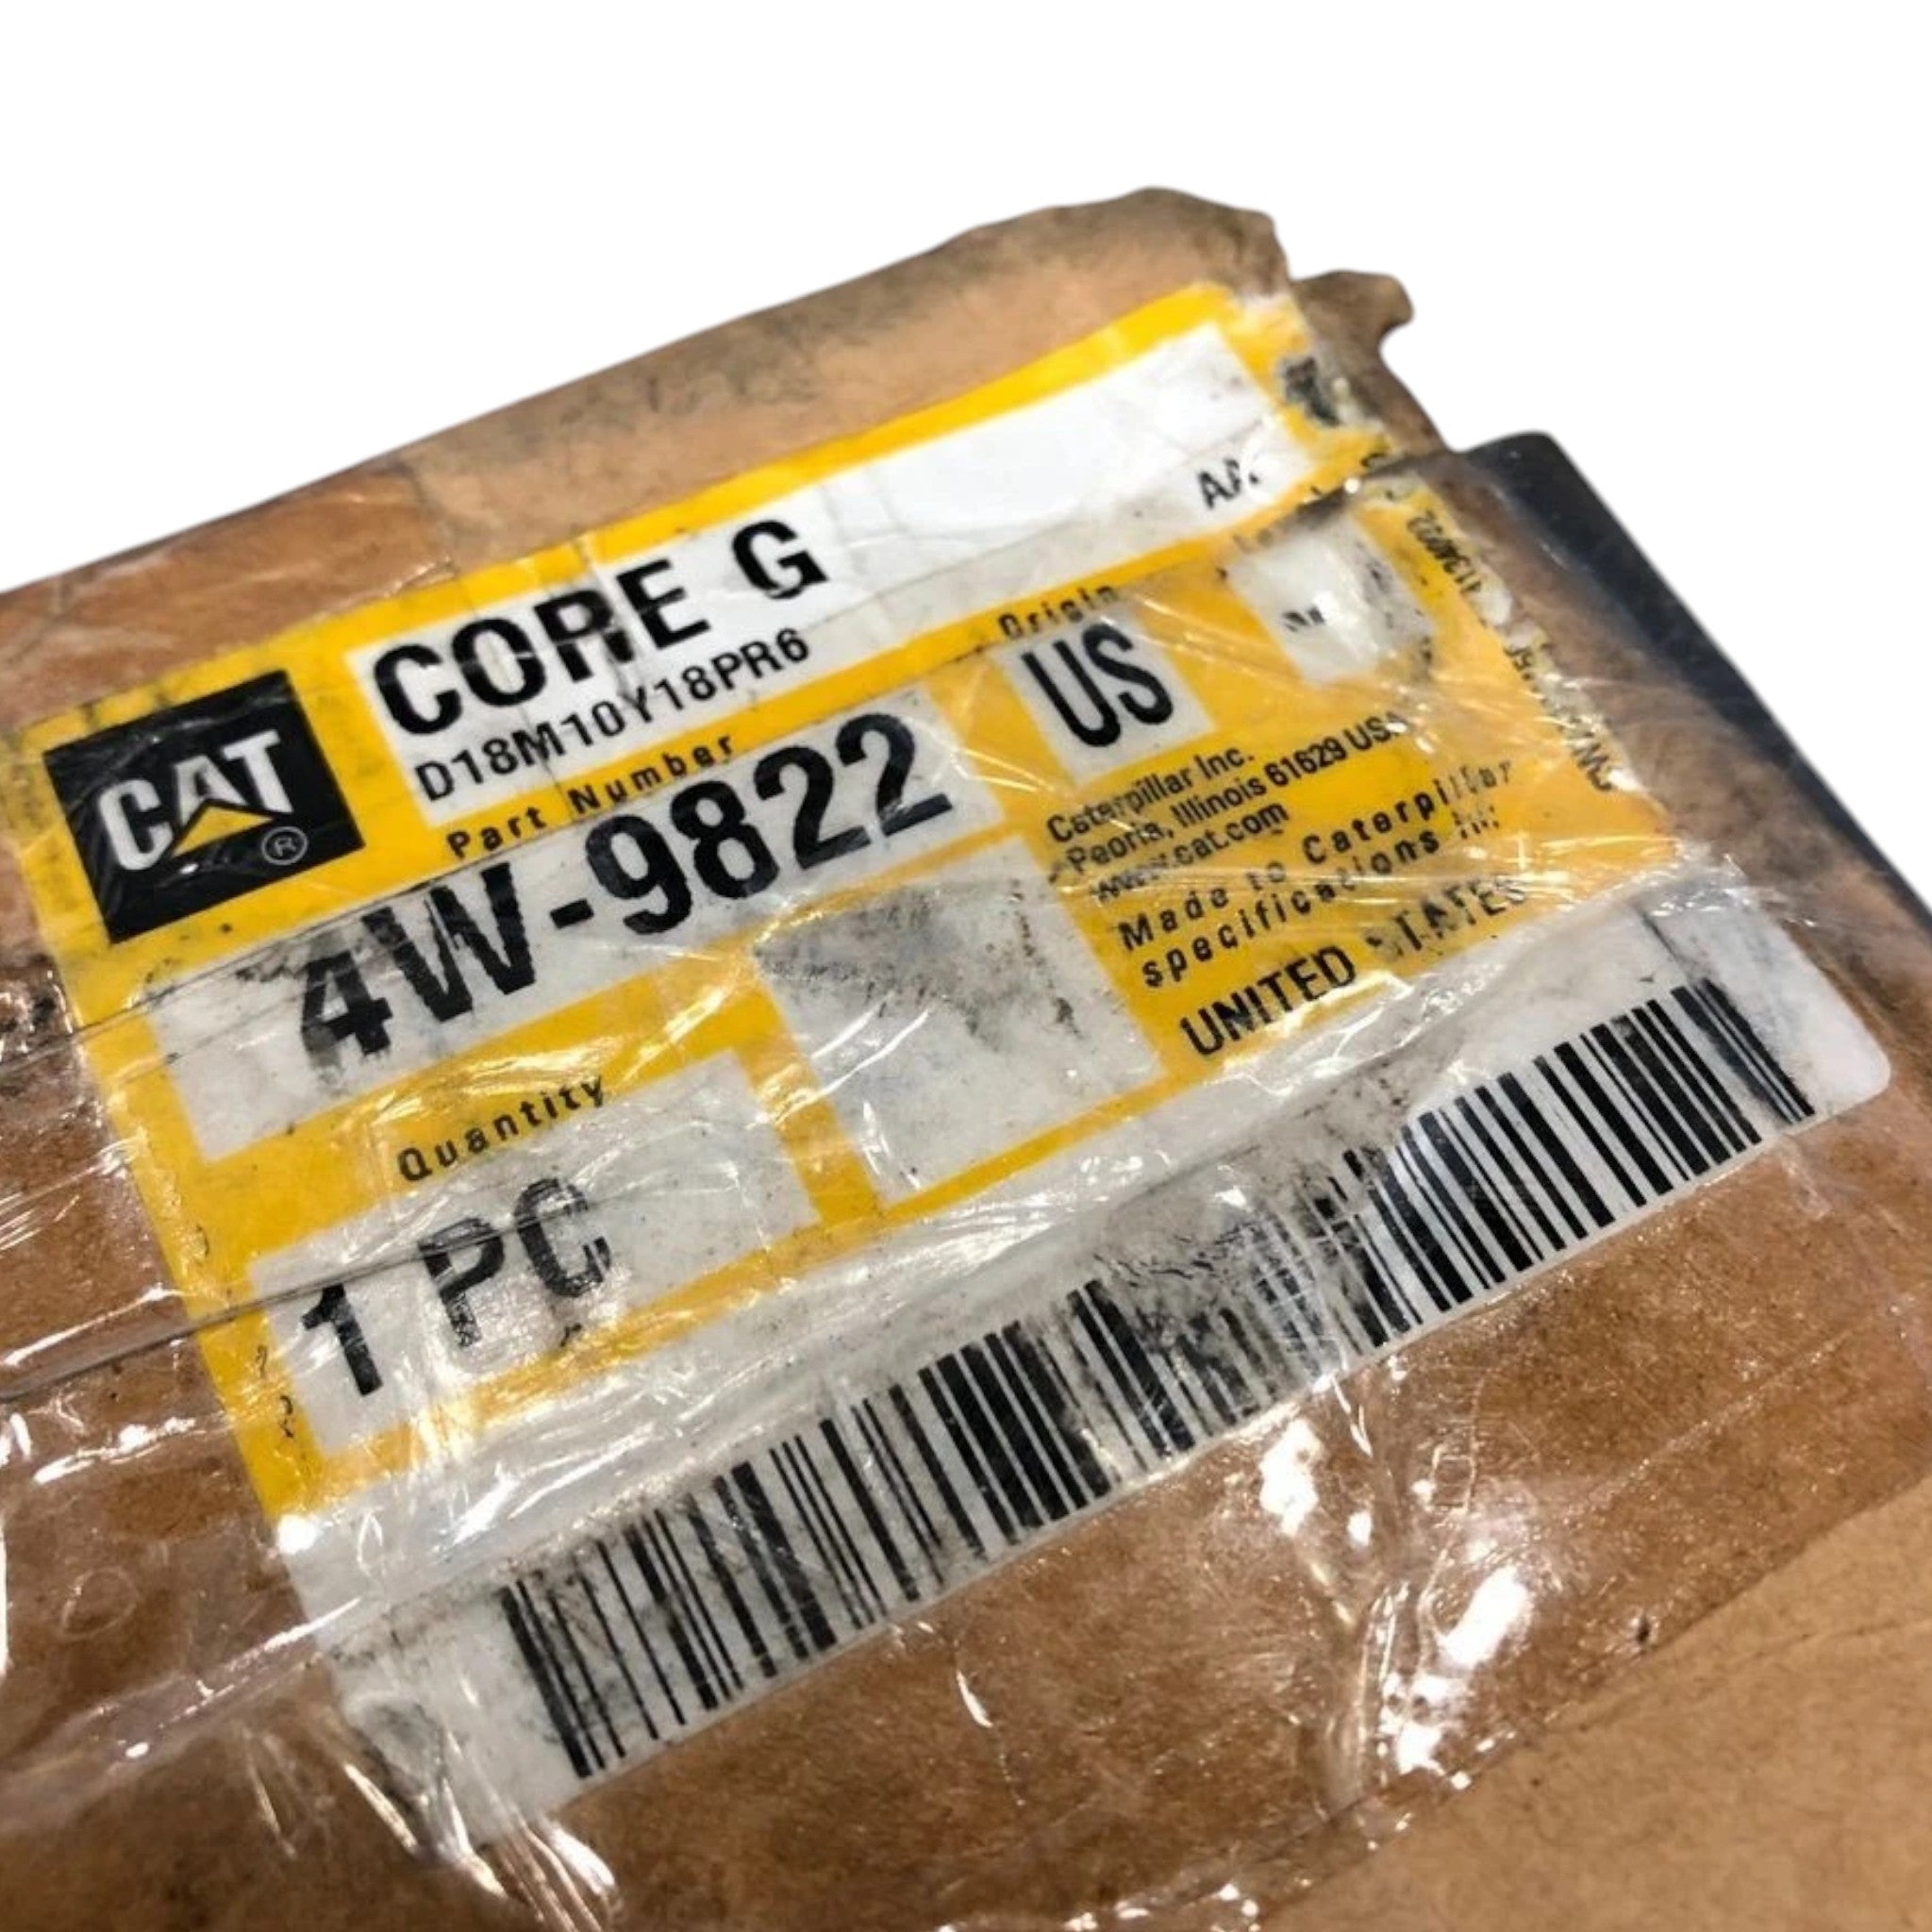 CAT®
CORE G
D18M10Y18PR6
Part Number
4W-9822
Origin
US
Quantity
1 PC
Caterpillar Inc.
Peoria, Illinois 61629 USA
www.cat.com
Made to Caterpillar
specifications in:
UNITED STATES